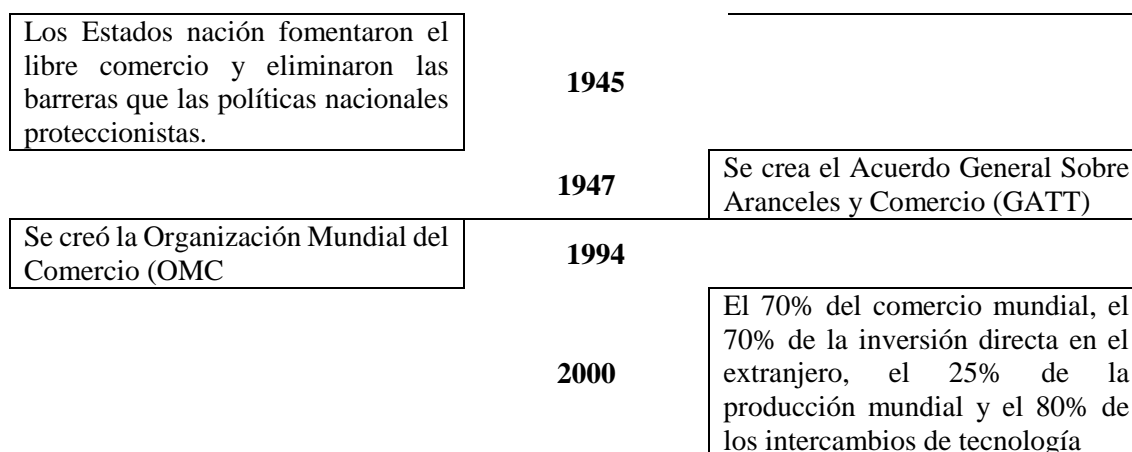 Los Estados nación fomentaron el
libre comercio y eliminaron las
barreras que las políticas nacionales
proteccionistas.
1945
1947
Se crea el Acuerdo General Sobre
Aranceles y Comercio (GATT)
Se creó la Organización Mundial del
Comercio (OMC
1994
2000
El 70% del comercio mundial, el
70% de la inversión directa en el
extranjero, el 25% de la
producción mundial y el 80% de
los intercambios de tecnología